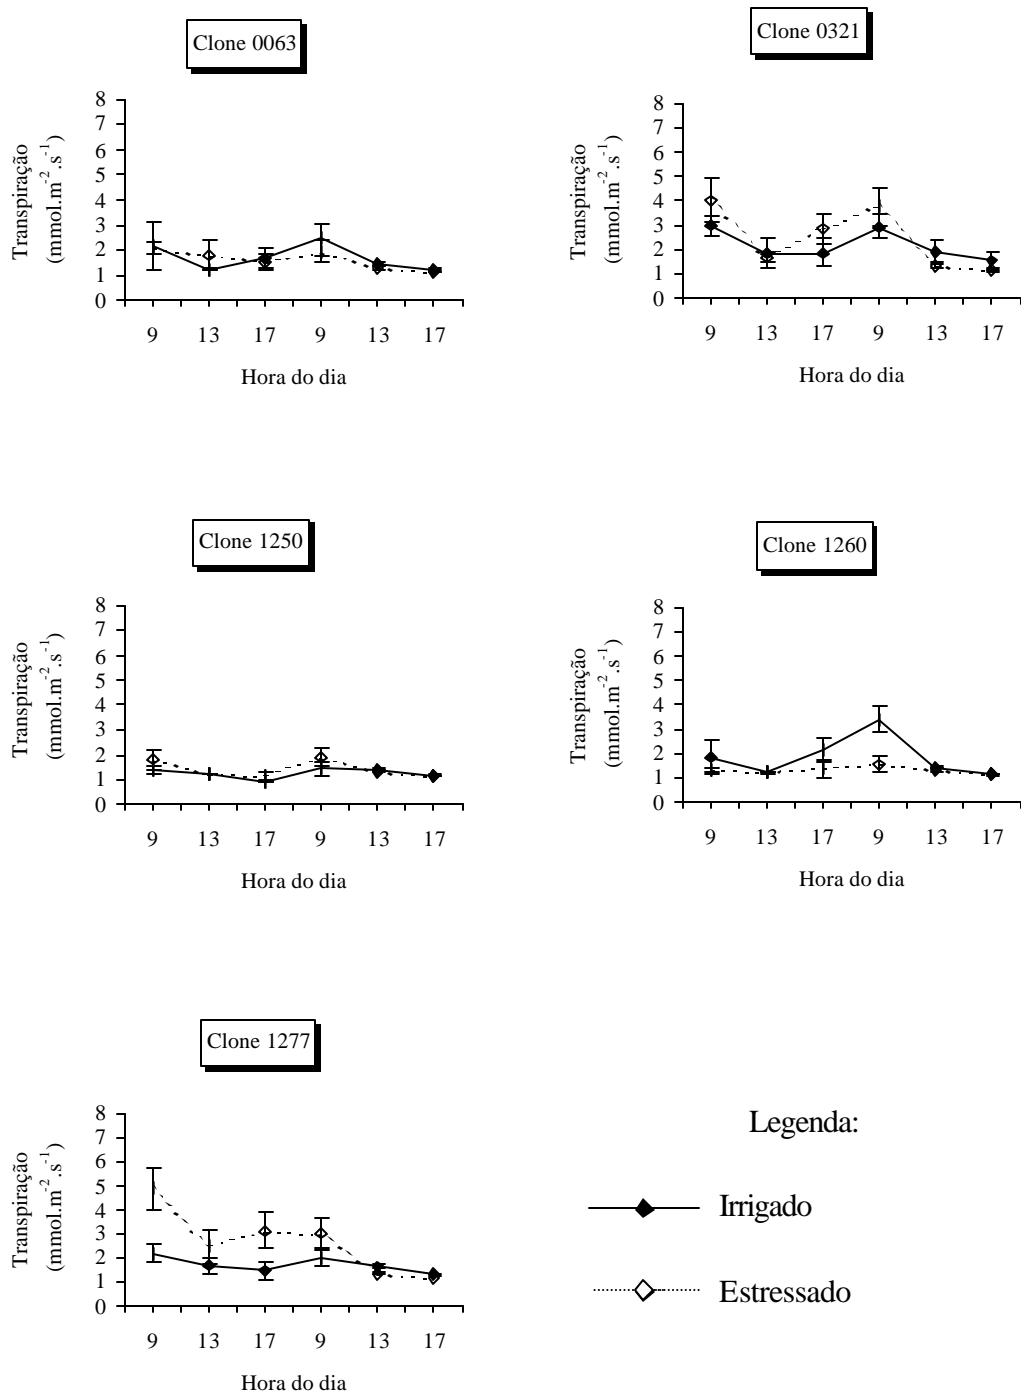 Clone 0063
Transpiração
(mmol.m-2.s-1)
8
7
6
5
4
3
2
1
0
9 13 17 9 13 17
Hora do dia
Clone 0321
Transpiração
(mmol.m-2.s-1)
8
7
6
5
4
3
2
1
0
9 13 17 9 13 17
Hora do dia
Clone 1250
Transpiração
(mmol.m-2.s-1)
8
7
6
5
4
3
2
1
0
9 13 17 9 13 17
Hora do dia
Clone 1260
Transpiração
(mmol.m-2.s-1)
8
7
6
5
4
3
2
1
0
9 13 17 9 13 17
Hora do dia
Clone 1277
Transpiração
(mmol.m-2.s-1)
8
7
6
5
4
3
2
1
0
9 13 17 9 13 17
Hora do dia
Legenda:
Irrigado
Estressado